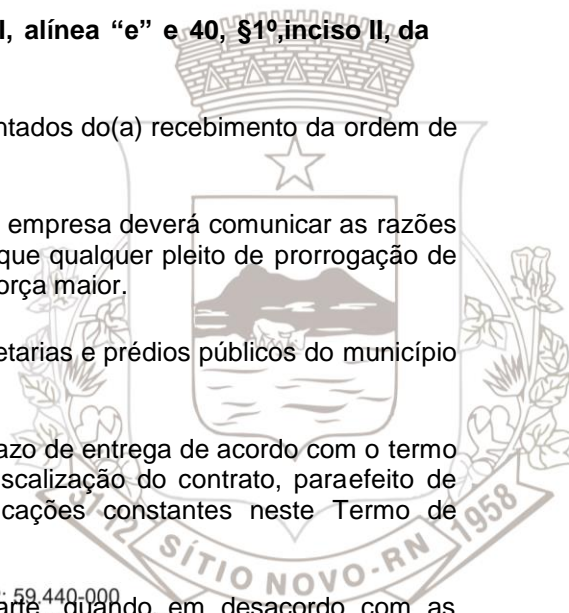 I, alínea “e” e 40, §1º,inciso II, da
ntados do(a) recebimento da ordem de
empresa deverá comunicar as razões
que qualquer pleito de prorrogação de
orça maior.
etarias e prédios públicos do município
azo de entrega de acordo com o termo
scalização do contrato, paraefeito de
icações constantes neste Termo de
31-12 SÍTIO NOVO-RN 1958
: 59.440-000
arte, quando em desacordo com as